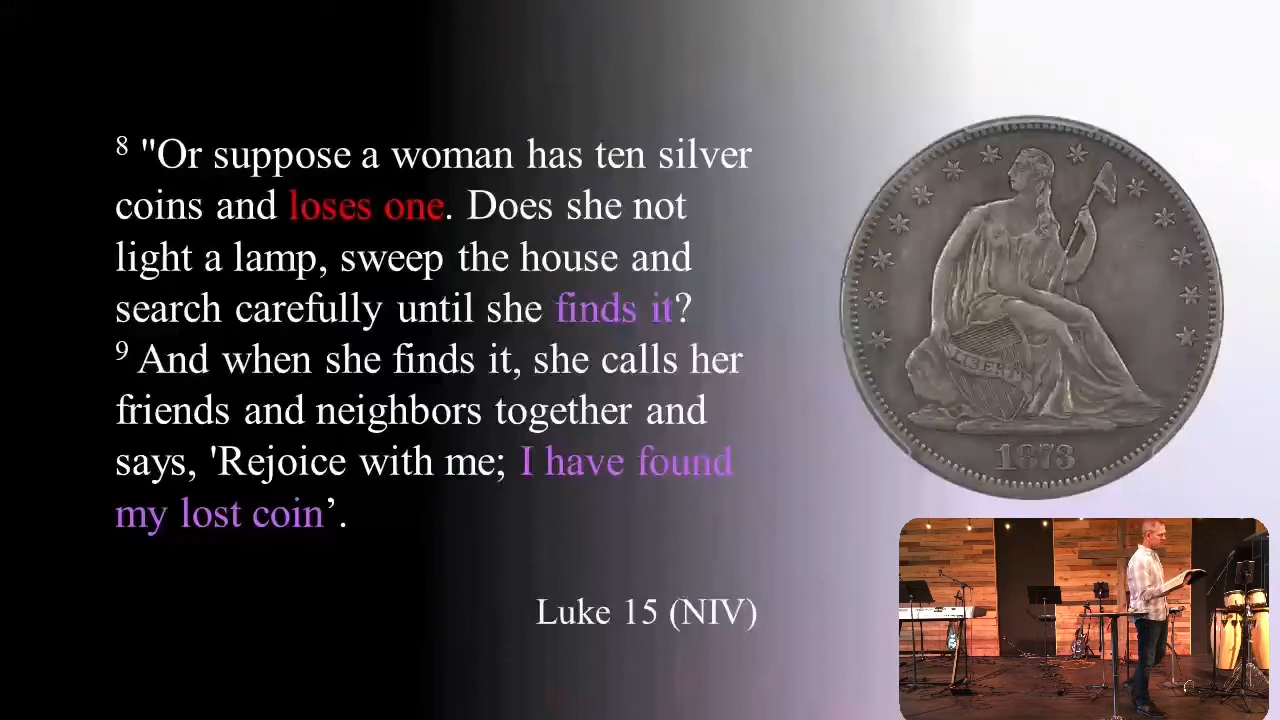 8 "Or suppose a woman has ten silver
coins and loses one. Does she not
light a lamp, sweep the house and
search carefully until she finds it?
9 And when she finds it, she calls her
friends and neighbors together and
says, 'Rejoice with me; I have found
my lost coin’.
Luke 15 (NIV)
LIBERTY
1873